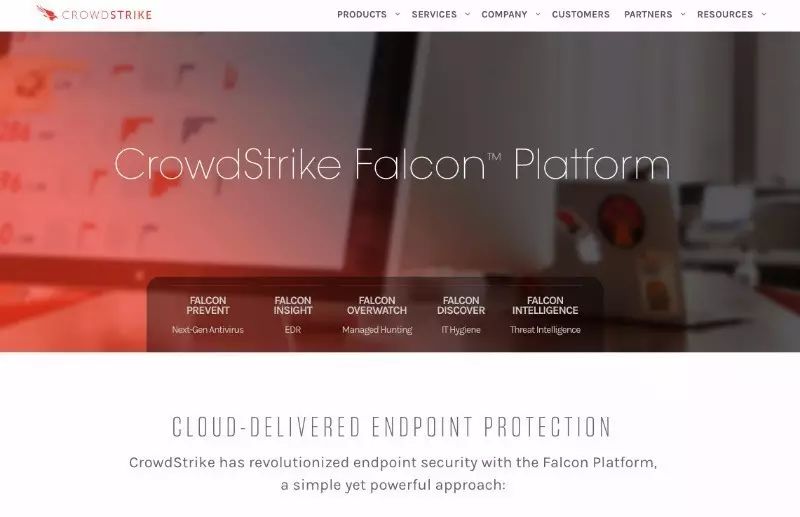 CROWDSTRIKE
PRODUCTS SERVICES COMPANY CUSTOMERS PARTNERS RESOURCES
CrowdStrike Falcon™ Platform
FALCON PREVENT
Next-Gen Antivirus
FALCON INSIGHT
EDR
FALCON OVERWATCH
Managed Hunting
FALCON DISCOVER
IT Hygiene
FALCON INTELLIGENCE
Threat Intelligence
CLOUD-DELIVERED ENDPOINT PROTECTION
CrowdStrike has revolutionized endpoint security with the Falcon Platform,
a simple yet powerful approach: